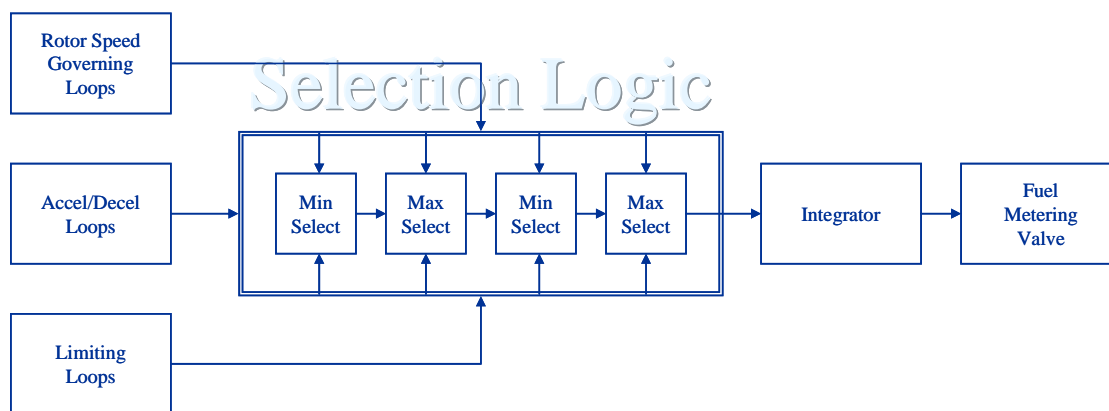 Rotor Speed
Governing
Loops
Selection Logic
Accel/Decel
Loops
Min
Select
Max
Select
Min
Select
Max
Select
Integrator
Fuel
Metering
Valve
Limiting
Loops